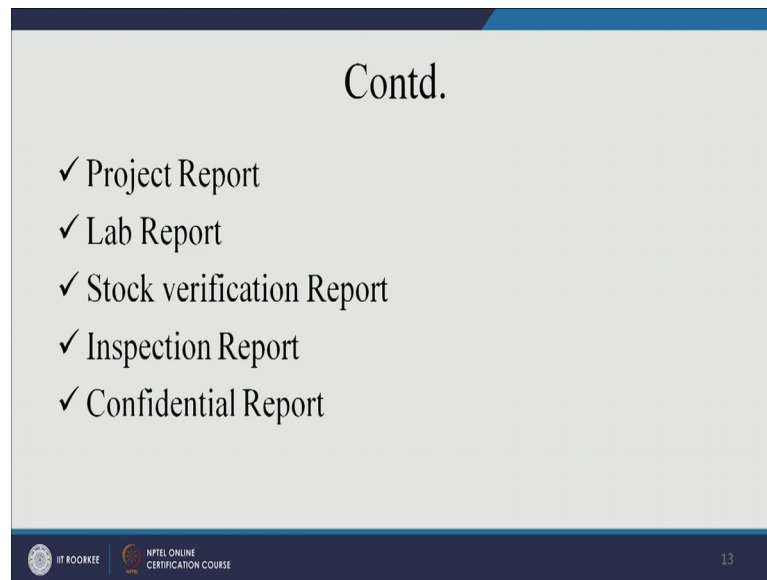 Contd.
✓ Project Report
✓ Lab Report
✓ Stock verification Report
✓ Inspection Report
✓ Confidential Report
IIT ROORKEE
NPTEL ONLINE
CERTIFICATION COURSE
13